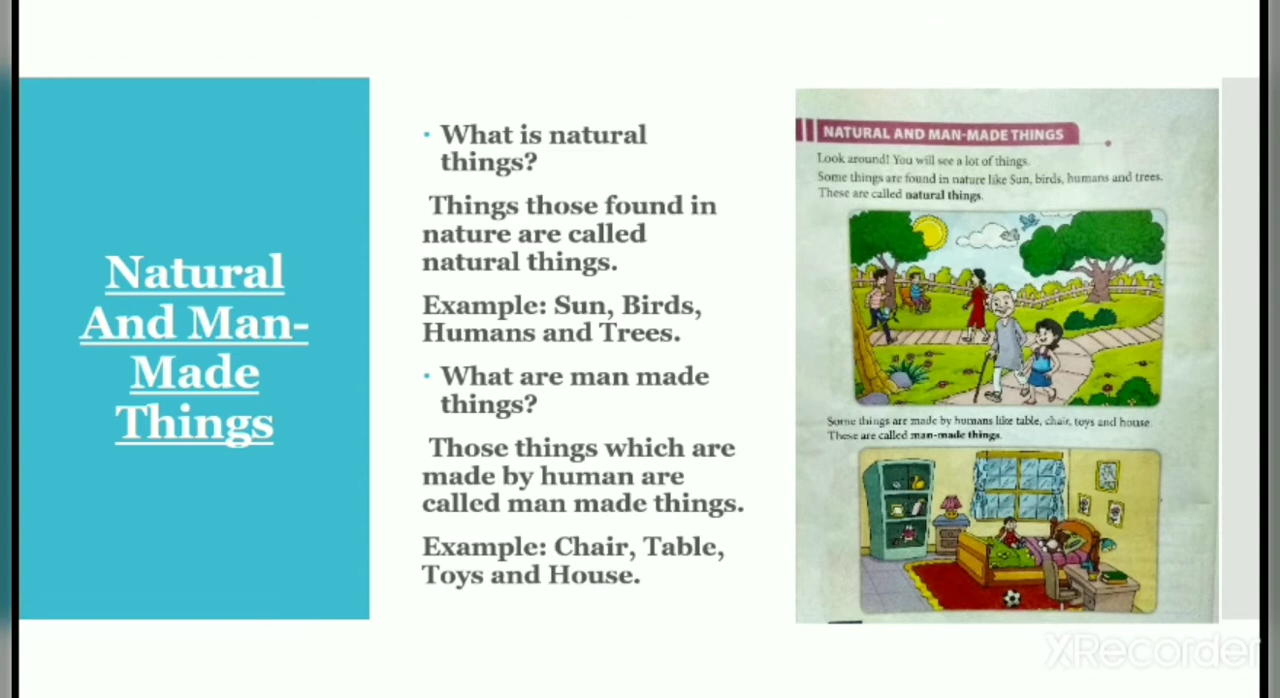 Natural
And Man-
Made
Things
• What is natural
things?
Things those found in
nature are called
natural things.
Example: Sun, Birds,
Humans and Trees.
• What are man made
things?
Those things which are
made by human are
called man made things.
Example: Chair, Table,
Toys and House.
NATURAL AND MAN-MADE THINGS
Look around! You will see a lot of things.
Some things are found in nature like Sun, birds, humans and trees.
These are called natural things.
Some things are made by humans like table, chair, toys and house.
These are called man-made things.
XRecorder